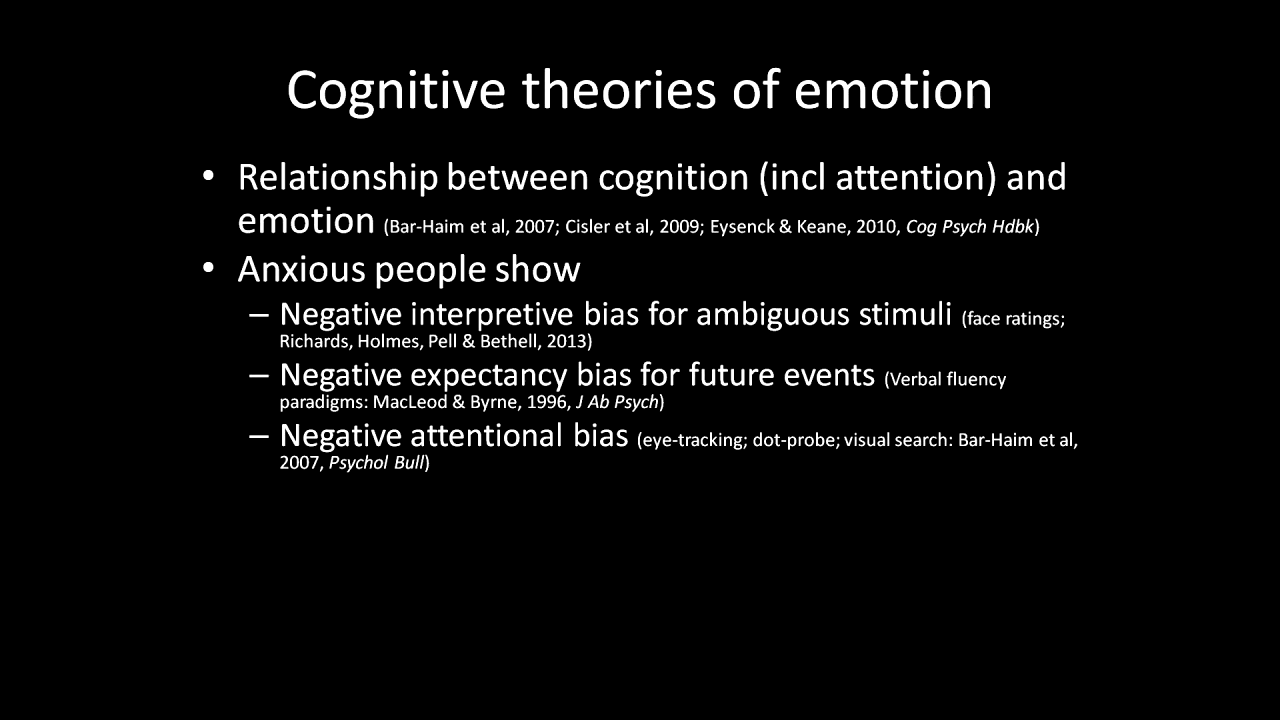 Cognitive theories of emotion
• Relationship between cognition (incl attention) and
emotion (Bar-Haim et al, 2007; Cisler et al, 2009; Eysenck & Keane, 2010, Cog Psych Hdbk)
• Anxious people show
– Negative interpretive bias for ambiguous stimuli (face ratings;
Richards, Holmes, Pell & Bethell, 2013)
– Negative expectancy bias for future events (Verbal fluency
paradigms: MacLeod & Byrne, 1996, J Ab Psych)
– Negative attentional bias (eye-tracking; dot-probe; visual search: Bar-Haim et al,
2007, Psychol Bull)